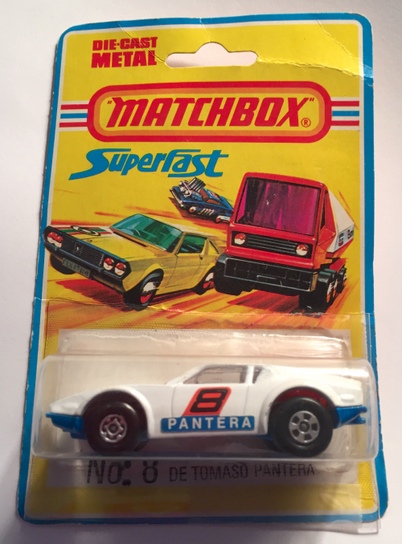 DIE-CAST
METAL
"MATCHBOX"®
Superfast
8
PANTERA
No: 8 DE TOMASO PANTERA